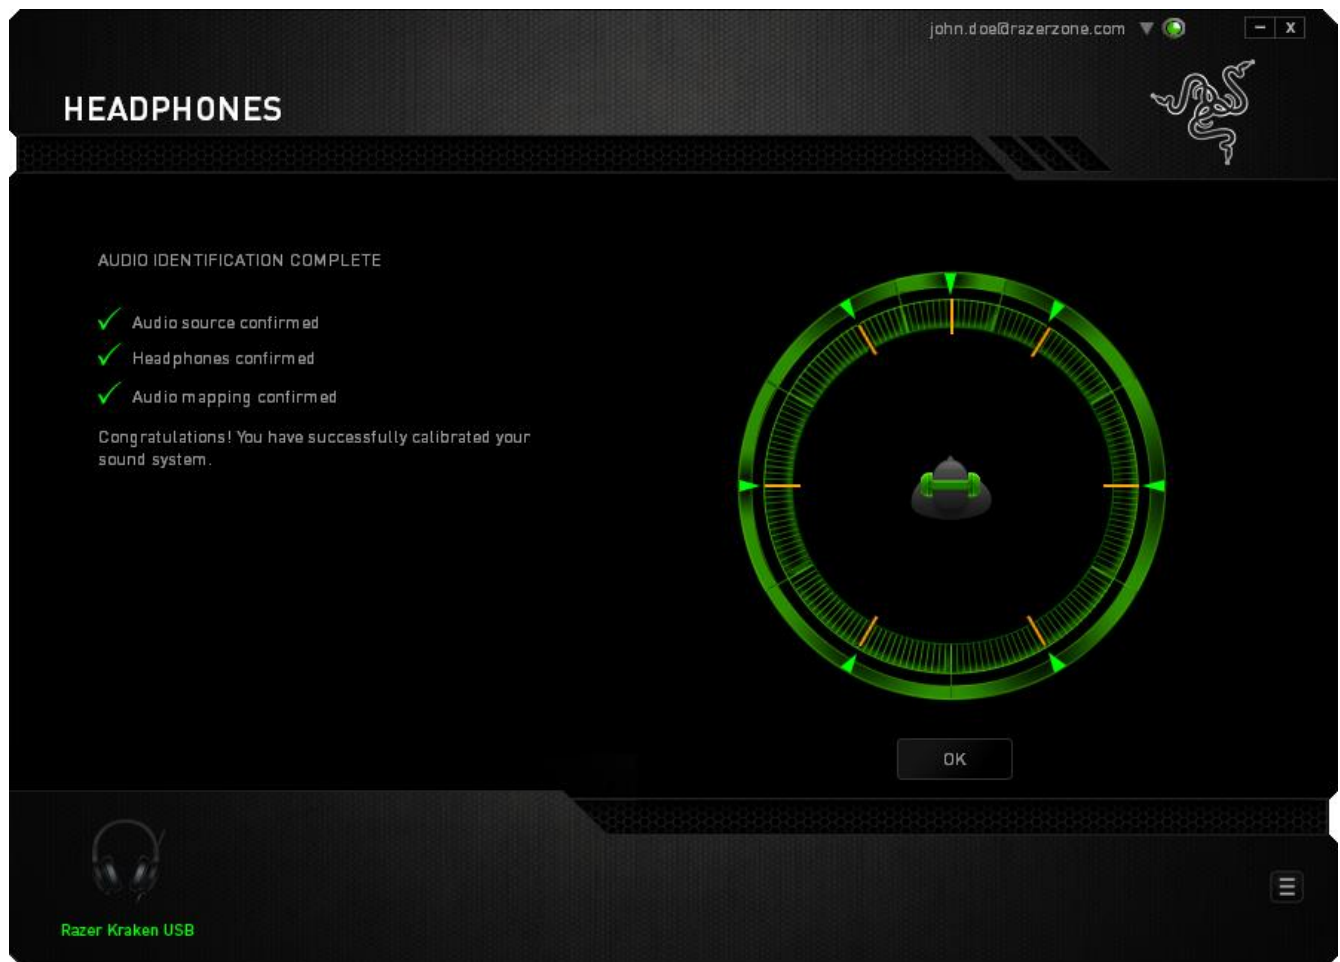 john.doe@razerzone.com
– X
HEADPHONES
AUDIO IDENTIFICATION COMPLETE
Audio source confirmed
Headphones confirmed
Audio mapping confirmed
Congratulations! You have successfully calibrated your
sound system.
OK
Razer Kraken USB